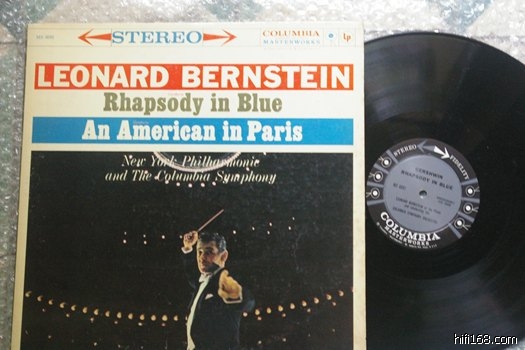 STEREO
COLUMBIA
MASTERWORKS
LP
LEONARD BERNSTEIN
Rhapsody in Blue
An American in Paris
New York Philharmonic
and The Columbia Symphony
STEREO FIDELITY
GERSHWIN
RHAPSODY IN BLUE
COLUMBIA
MASTERWORKS
hifi168.com